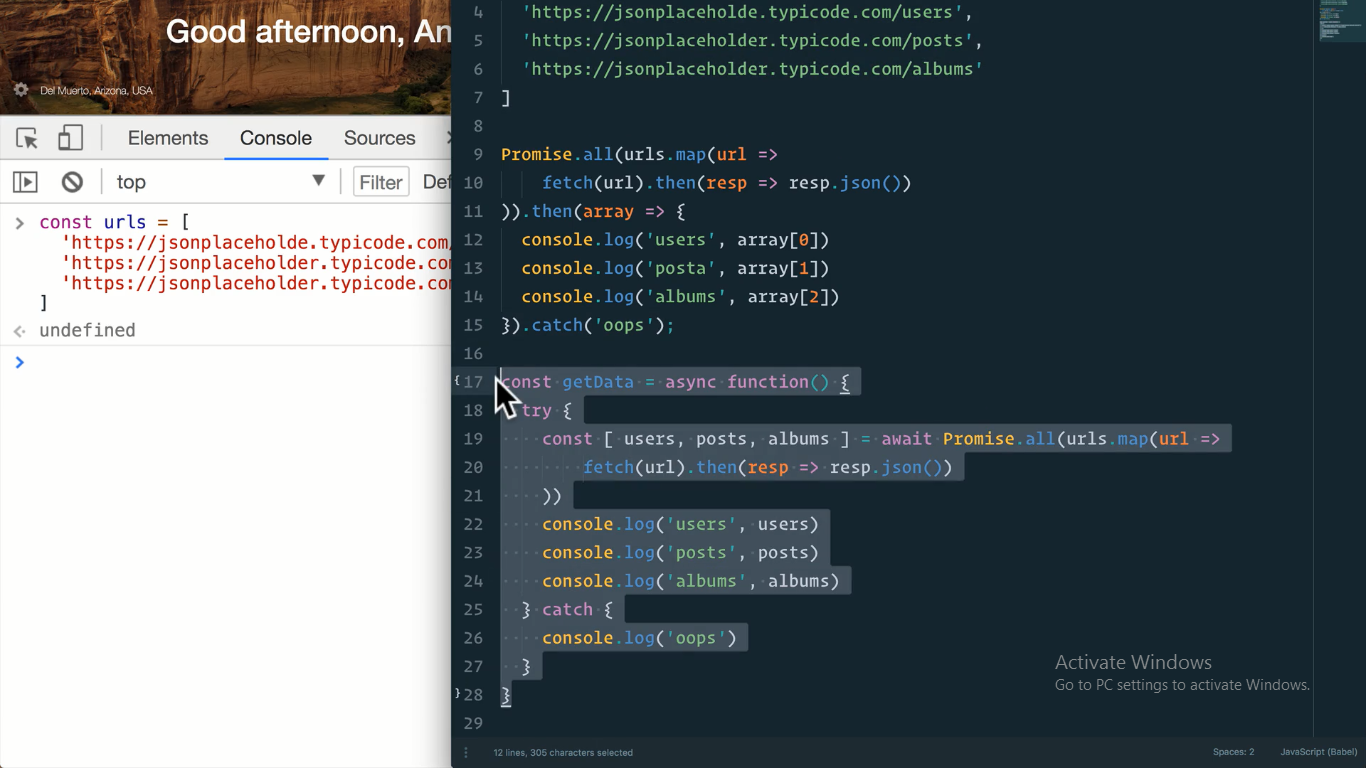 Good afternoon, An
Del Muerto, Arizona, USA
Elements Console Sources
top Filter Def
const urls = [
'https://jsonplaceholde.typicode.com/
'https://jsonplaceholder.typicode.co
'https://jsonplaceholder.typicode.co
]
undefined
4 'https://jsonplaceholde.typicode.com/users',
5 'https://jsonplaceholder.typicode.com/posts',
6 'https://jsonplaceholder.typicode.com/albums'
7 ]
8
9 Promise.all(urls.map(url =>
10 fetch(url).then(resp => resp.json())
11 )).then(array => {
12 console.log('users', array[0])
13 console.log('posta', array[1])
14 console.log('albums', array[2])
15 }).catch('oops');
16
17 const getData = async function() {
18 try {
19 const [ users, posts, albums ] = await Promise.all(urls.map(url =>
20 fetch(url).then(resp => resp.json())
21 ))
22 console.log('users', users)
23 console.log('posts', posts)
24 console.log('albums', albums)
25 } catch {
26 console.log('oops')
27 }
28 }
29
Activate Windows
Go to PC settings to activate Windows.
12 lines, 305 characters selected
Spaces: 2 JavaScript (Babel)